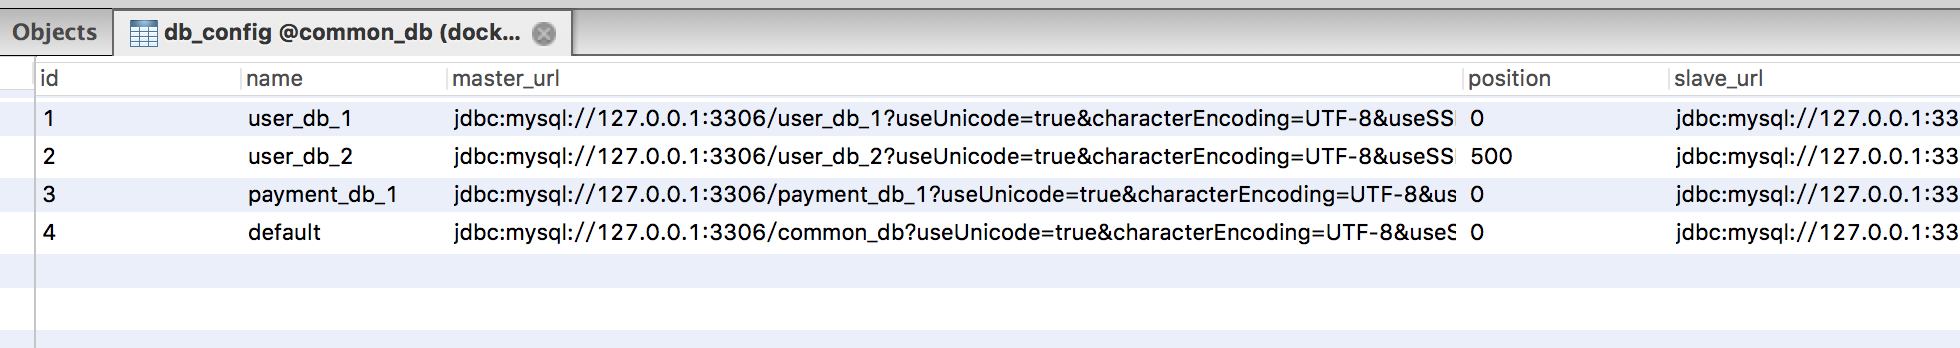 Objects db_config @common_db (dock...
id name master_url position slave_url
1 user_db_1 jdbc:mysql://127.0.0.1:3306/user_db_1?useUnicode=true&characterEncoding=UTF-8&useSS 0 jdbc:mysql://127.0.0.1:33
2 user_db_2 jdbc:mysql://127.0.0.1:3306/user_db_2?useUnicode=true&characterEncoding=UTF-8&useSS 500 jdbc:mysql://127.0.0.1:33
3 payment_db_1 jdbc:mysql://127.0.0.1:3306/payment_db_1?useUnicode=true&characterEncoding=UTF-8&us 0 jdbc:mysql://127.0.0.1:33
4 default jdbc:mysql://127.0.0.1:3306/common_db?useUnicode=true&characterEncoding=UTF-8&useS 0 jdbc:mysql://127.0.0.1:33